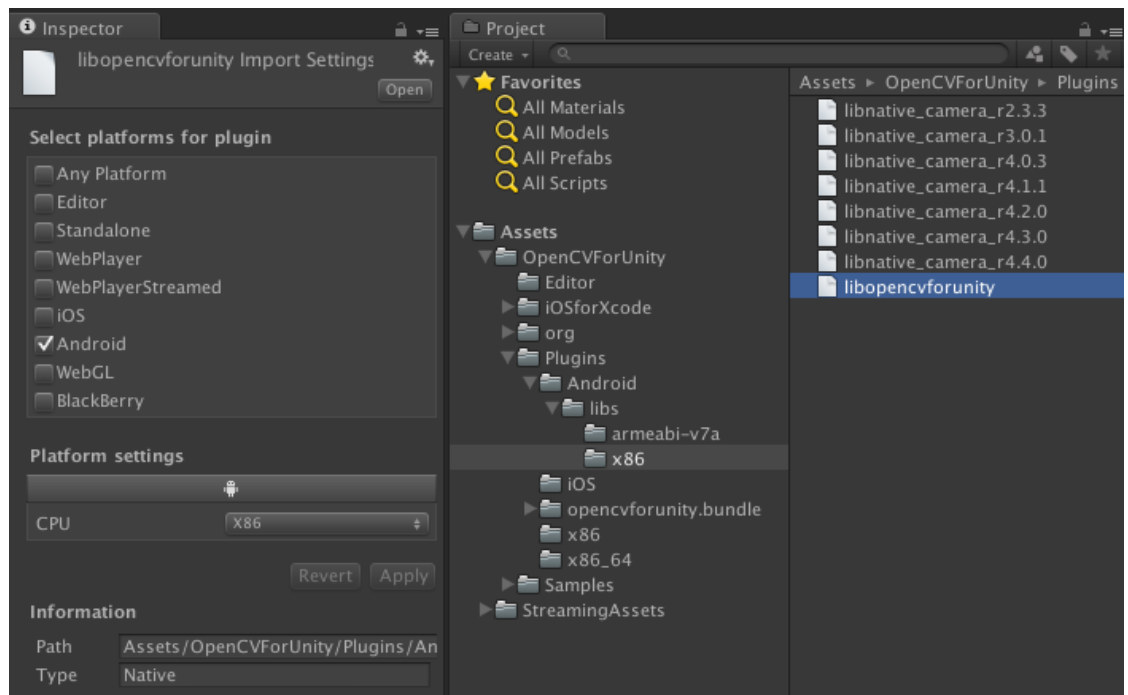 Inspector
libopencvforunity Import Settings
Open
Select platforms for plugin
Any Platform
Editor
Standalone
WebPlayer
WebPlayerStreamed
iOS
Android
WebGL
BlackBerry
Platform settings
CPU X86
Revert Apply
Information
Path Assets/OpenCVForUnity/Plugins/An
Type Native
Project
Create
Favorites
All Materials
All Models
All Prefabs
All Scripts
Assets
OpenCVForUnity
Editor
iOSforXcode
org
Plugins
Android
libs
armeabi-v7a
x86
iOS
opencvforunity.bundle
x86
x86_64
Samples
StreamingAssets
Assets ▸ OpenCVForUnity ▸ Plugins
libnative_camera_r2.3.3
libnative_camera_r3.0.1
libnative_camera_r4.0.3
libnative_camera_r4.1.1
libnative_camera_r4.2.0
libnative_camera_r4.3.0
libnative_camera_r4.4.0
libopencvforunity